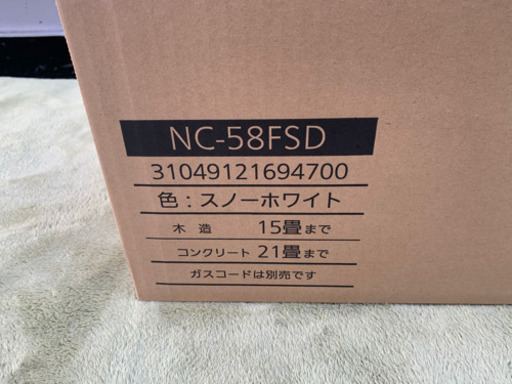 NC-58FSD
31049121694700
色：スノーホワイト
木造 15畳まで
コンクリート 21畳まで
ガスコードは別売です